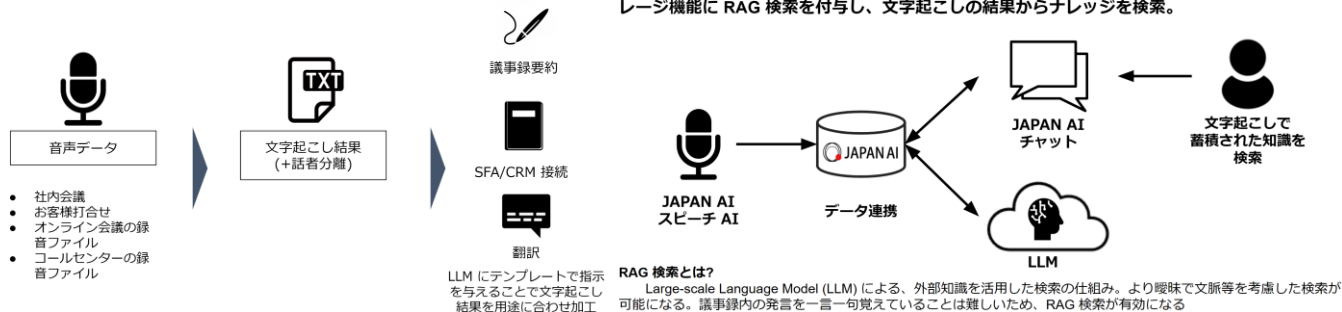 音声データ
● 社内会議
● お客様打合せ
● オンライン会議の録
音ファイル
● コールセンターの録
音ファイル
TXT
文字起こし結果
(+話者分離)
議事録要約
SFA/CRM 接続
翻訳
LLM にテンプレートで指示
を与えることで文字起こし
結果を用途に合わせ加工
レージ機能に RAG 検索を付与し、文字起こしの結果からナレッジを検索。
JAPAN AI
スピーチ AI
JAPAN AI
データ連携
JAPAN AI
チャット
LLM
文字起こしで
蓄積された知識を
検索
RAG 検索とは?
Large-scale Language Model (LLM) による、外部知識を活用した検索の仕組み。より曖昧で文脈等を考慮した検索が
可能になる。議事録内の発言を一言一句覚えていることは難しいため、RAG 検索が有効になる